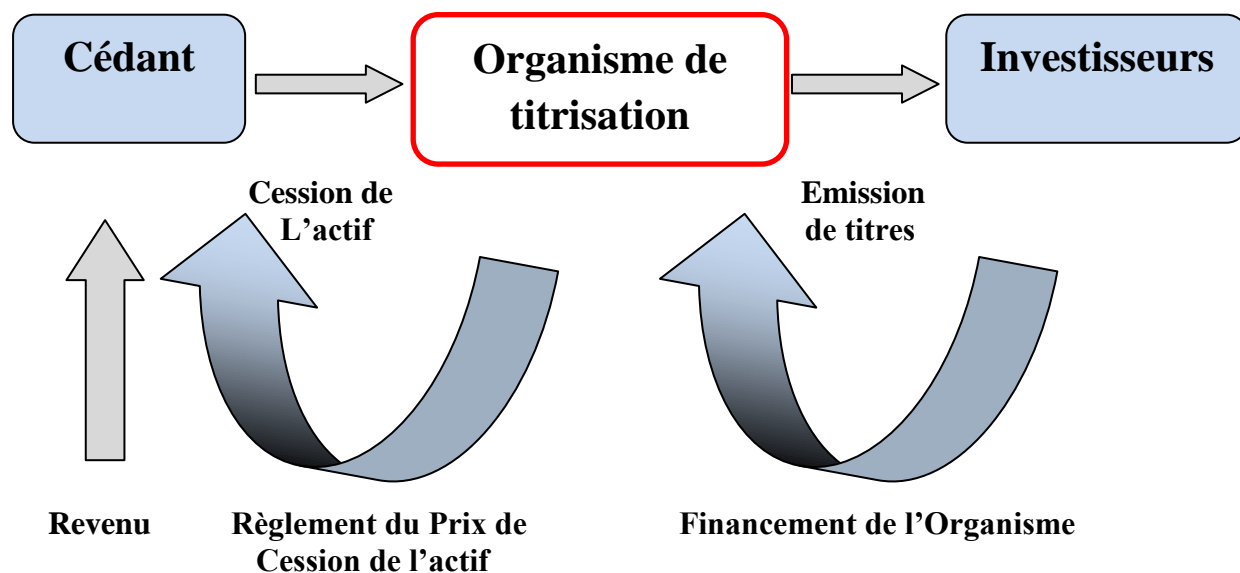 Cédant
Organisme de
titrisation
Investisseurs
Cession de
L’actif
Emission
de titres
Revenu
Règlement du Prix de
Cession de l’actif
Financement de l’Organisme